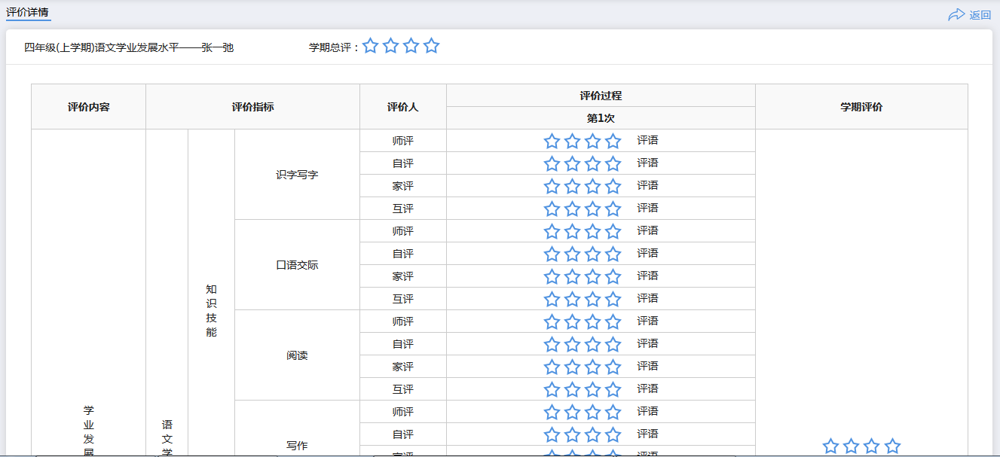 评价详情
返回
四年级(上学期)语文学业发展水平——张一弛 学期总评：
评价内容 评价指标 评价人 评价过程 学期评价
第1次
识字写字
师评 评语
自评 评语
家评 评语
互评 评语
口语交际
师评 评语
自评 评语
家评 评语
互评 评语
知识技能
阅读
师评 评语
自评 评语
家评 评语
互评 评语
写作
师评 评语
自评 评语
家评 评语
学业发展
语文学